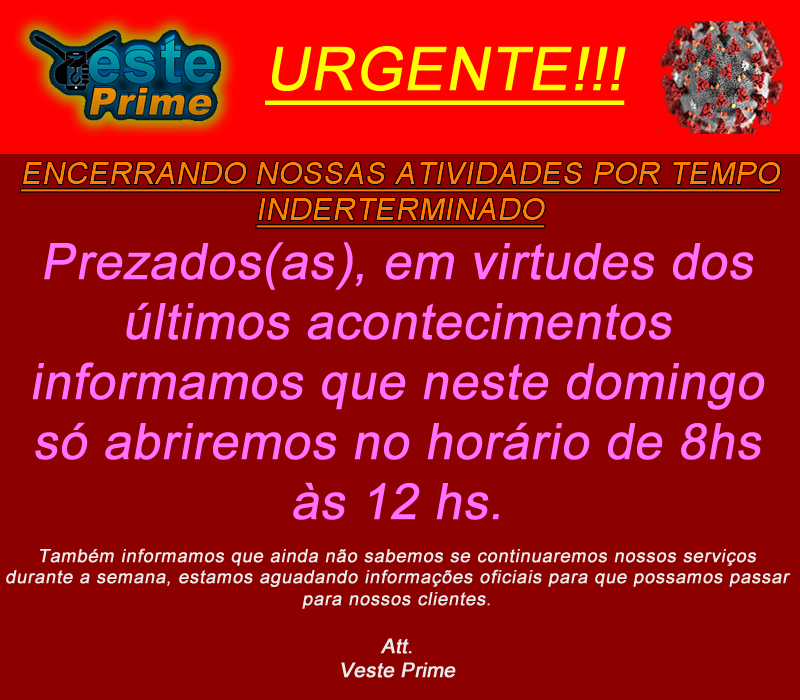 Veste
Prime
URGENTE!!!
ENCERRANDO NOSSAS ATIVIDADES POR TEMPO
INDERTERMINADO
Prezados(as), em virtudes dos
últimos acontecimentos
informamos que neste domingo
só abriremos no horário de 8hs
às 12 hs.
Também informamos que ainda não sabemos se continuaremos nossos serviços
durante a semana, estamos aguadando informações oficiais para que possamos passar
para nossos clientes.
Att.
Veste Prime